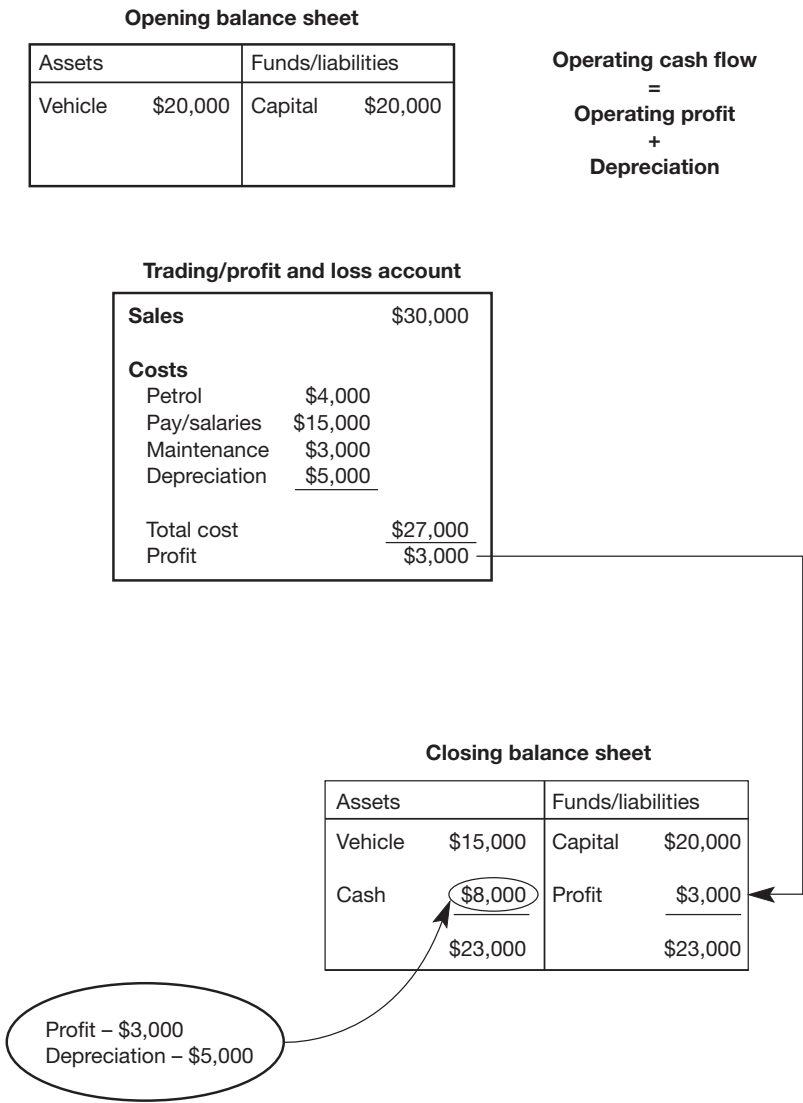 Opening balance sheet
Assets Funds/liabilities
Vehicle $20,000 Capital $20,000
Operating cash flow
=
Operating profit
+
Depreciation
Trading/profit and loss account
Sales $30,000
Costs
Petrol $4,000
Pay/salaries $15,000
Maintenance $3,000
Depreciation $5,000
Total cost $27,000
Profit $3,000
Closing balance sheet
Assets Funds/liabilities
Vehicle $15,000 Capital $20,000
Cash $8,000 Profit $3,000
$23,000 $23,000
Profit – $3,000
Depreciation – $5,000